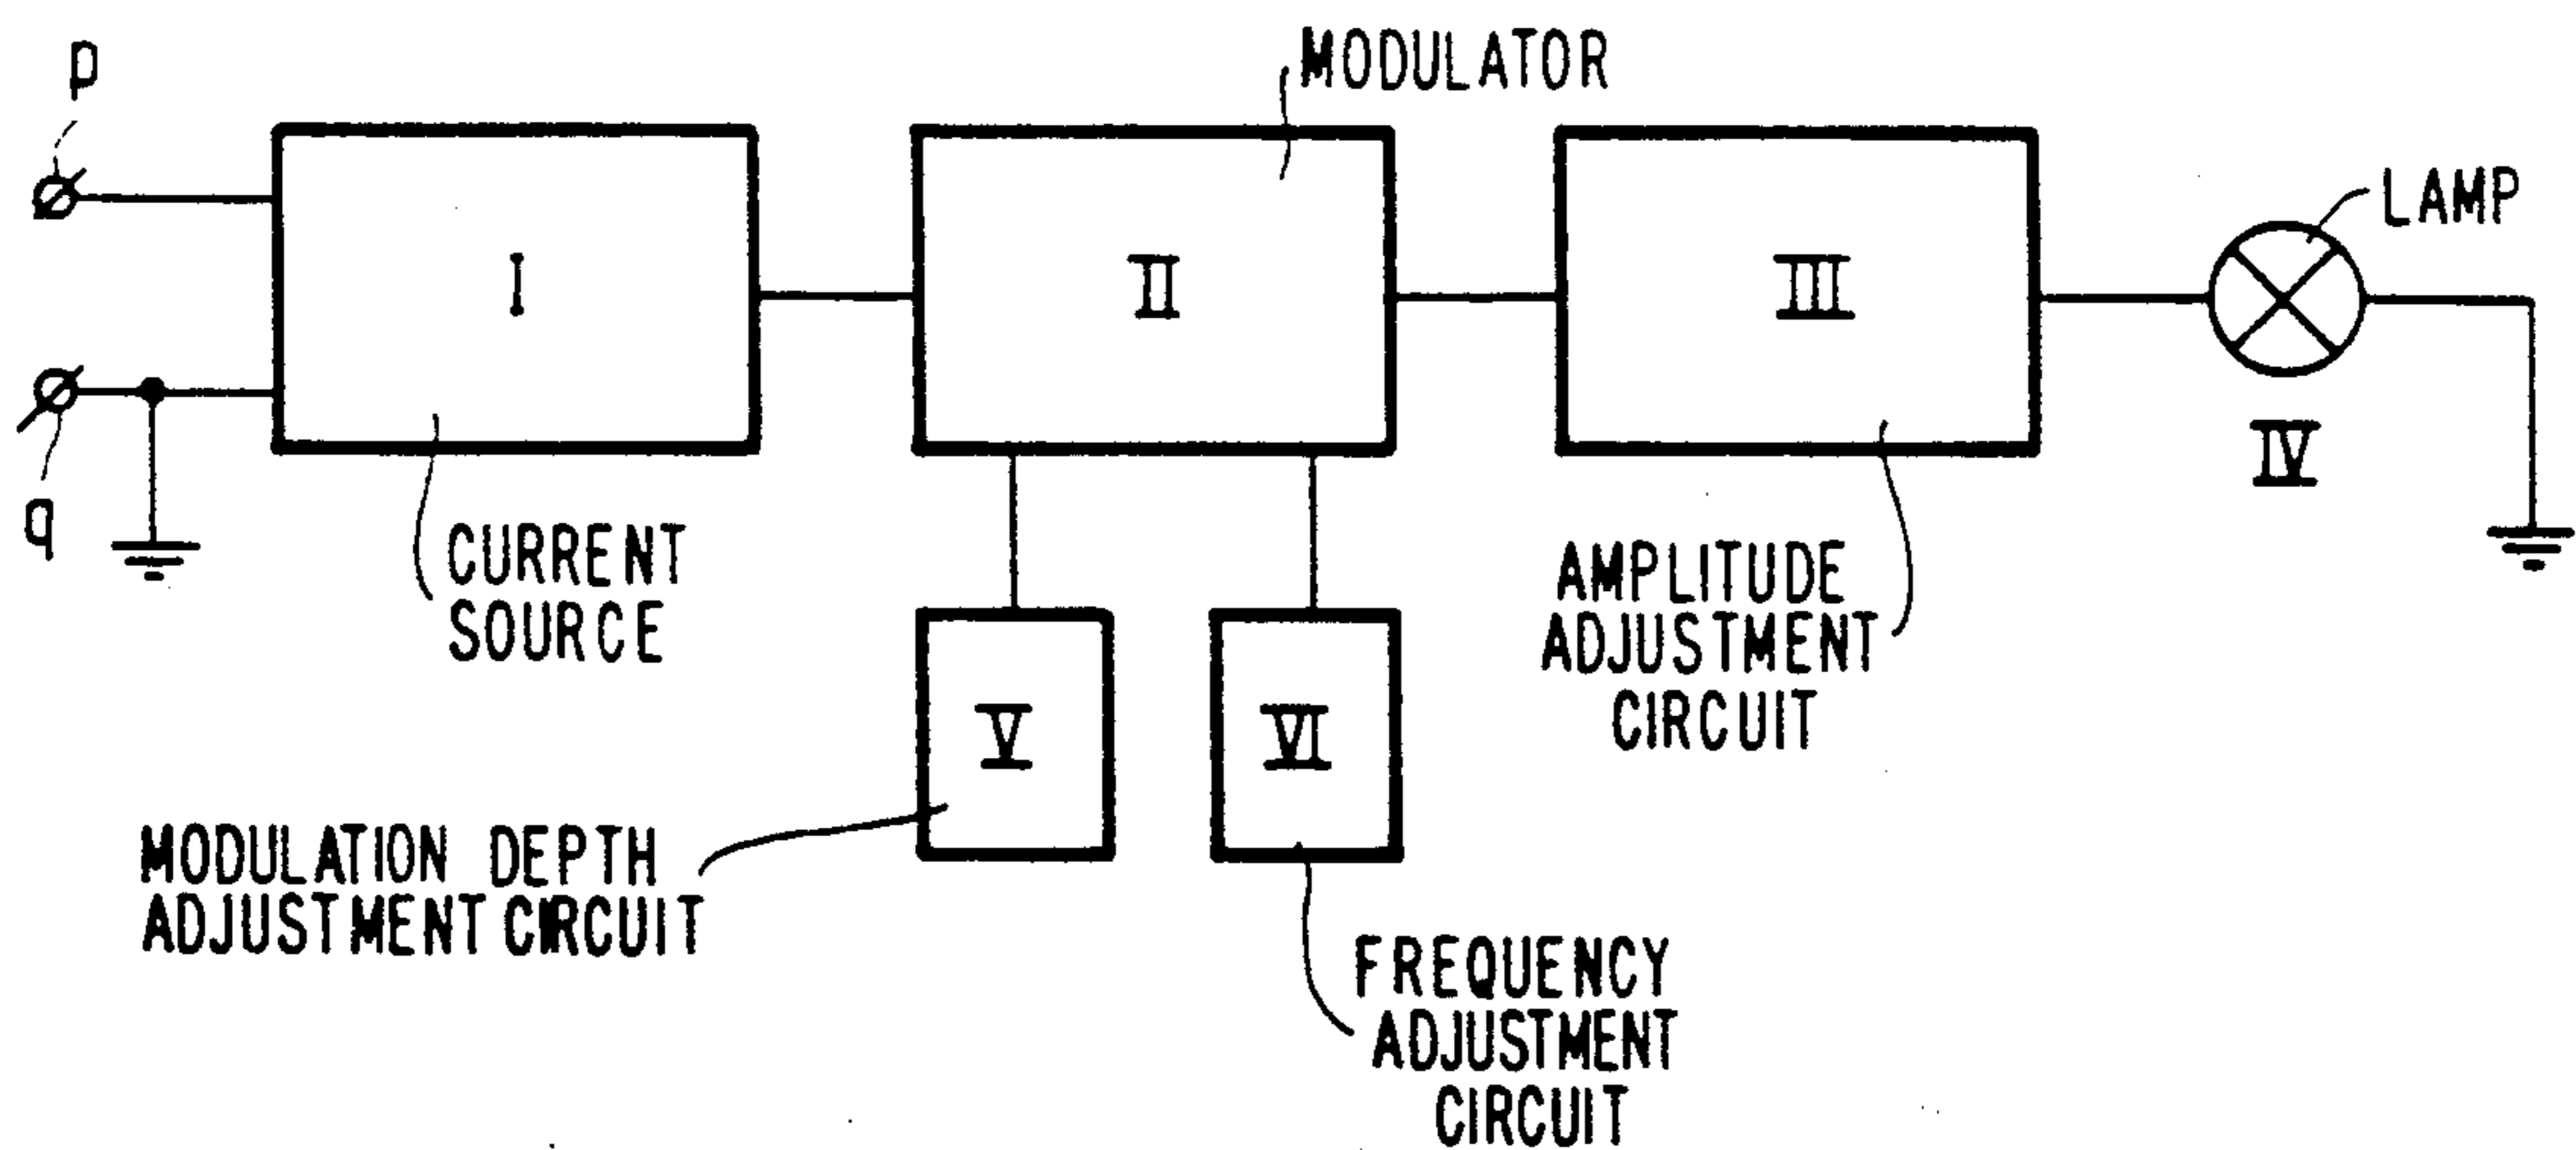 p
MODULATOR
LAMP
I
II
III
IV
q
CURRENT
SOURCE
AMPLITUDE
ADJUSTMENT
CIRCUIT
V
VI
MODULATION DEPTH
ADJUSTMENT CIRCUIT
FREQUENCY
ADJUSTMENT
CIRCUIT